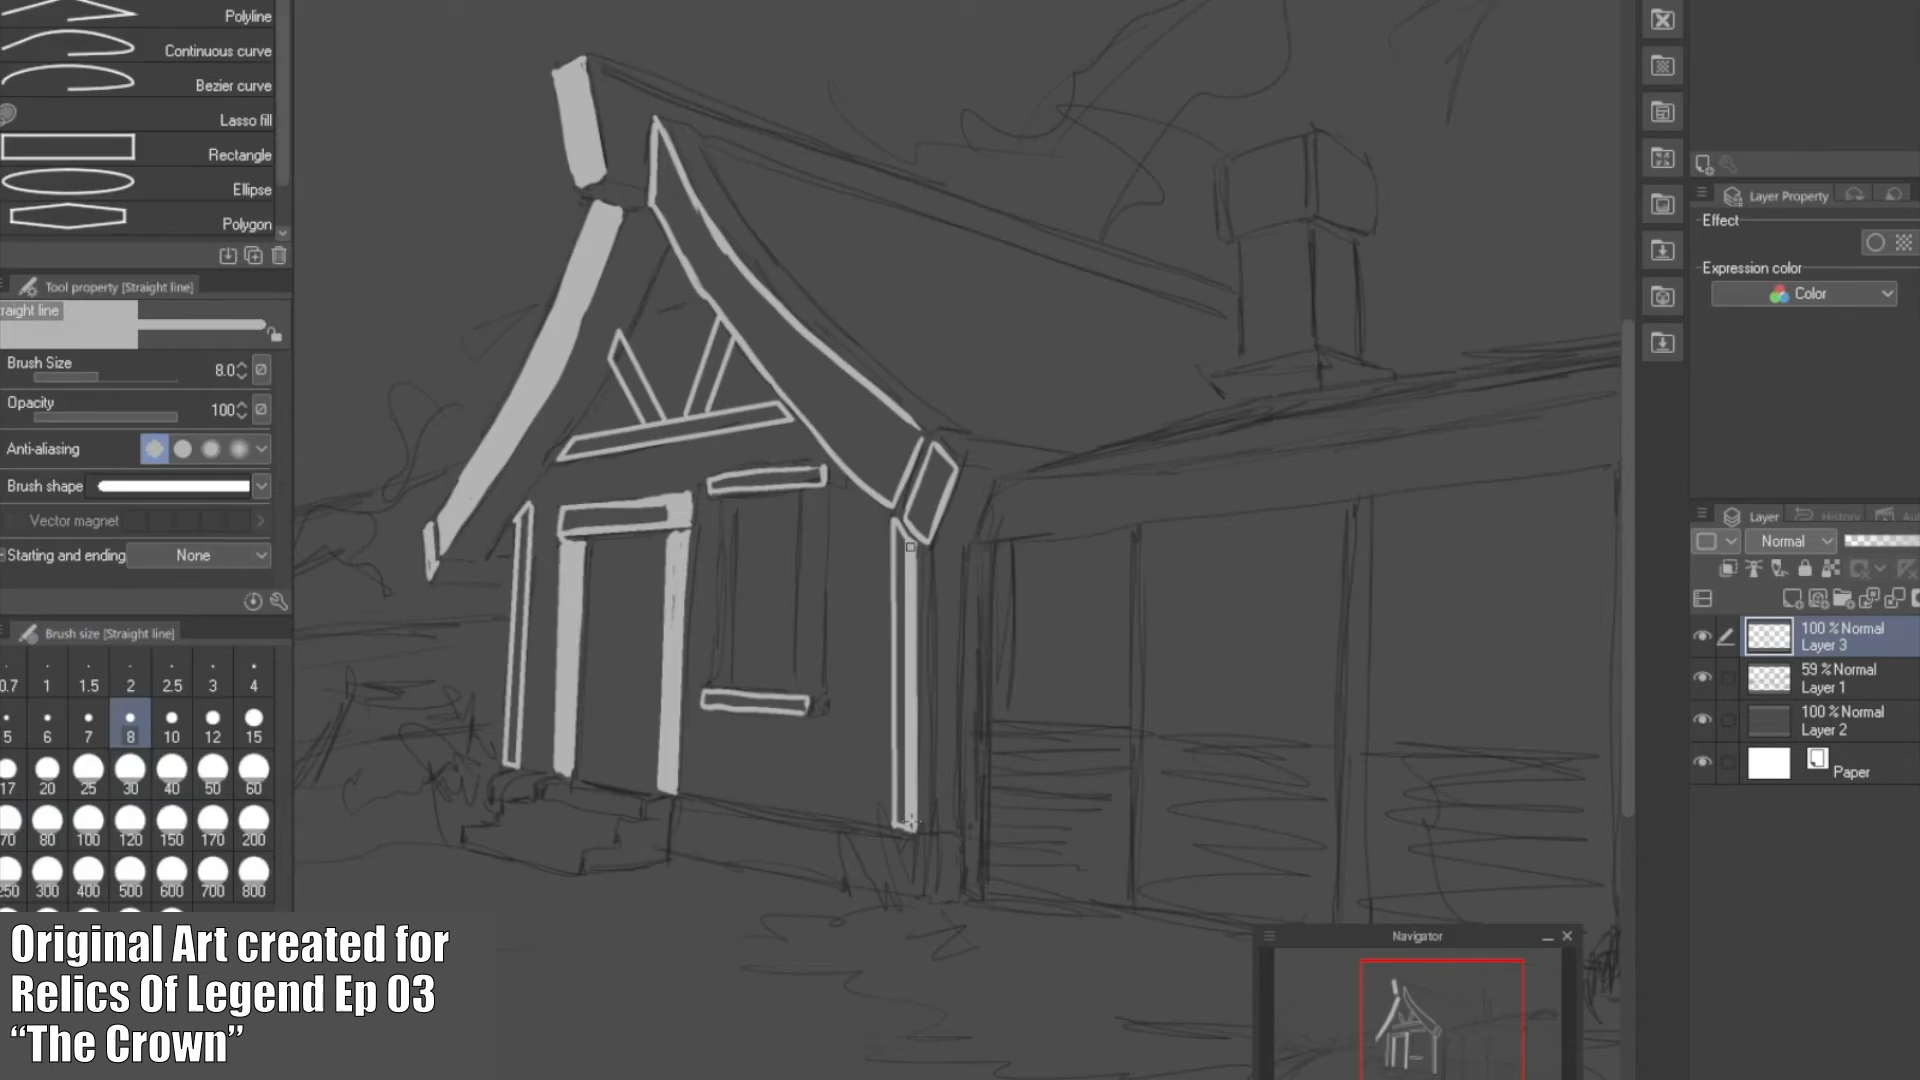 Polyline
Continuous curve
Bezier curve
Lasso fill
Rectangle
Ellipse
Polygon
Tool property [Straight line]
raight line
Brush Size
8.0
Opacity
100
Anti-aliasing
Brush shape
Vector magnet
Starting and ending
None
Brush size [Straight line]
0.7 1 1.5 2 2.5 3 4
5 6 7 8 10 12 15
17 20 25 30 40 50 60
70 80 100 120 150 170 200
250 300 400 500 600 700 800
Original Art created for
Relics Of Legend Ep 03
“The Crown”
Navigator
Layer Property
Effect
Expression color
Color
Layer
History
Au
Normal
100 % Normal
Layer 3
59 % Normal
Layer 1
100 % Normal
Layer 2
Paper